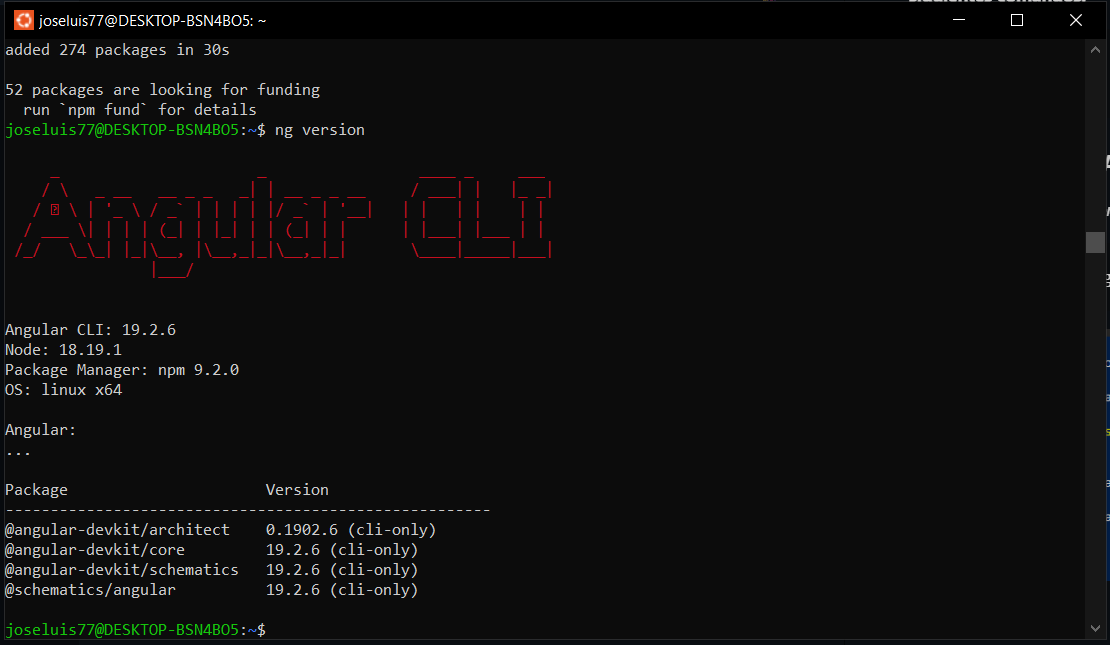 joseluis77@DESKTOP-BSN4BO5: ~
added 274 packages in 30s
52 packages are looking for funding
  run `npm fund` for details
joseluis77@DESKTOP-BSN4BO5:~$ ng version
Angular CLI
Angular CLI: 19.2.6
Node: 18.19.1
Package Manager: npm 9.2.0
OS: linux x64
Angular:
...
Package                      Version
------------------------------------------------------
@angular-devkit/architect    0.1902.6 (cli-only)
@angular-devkit/core         19.2.6 (cli-only)
@angular-devkit/schematics   19.2.6 (cli-only)
@schematics/angular          19.2.6 (cli-only)
joseluis77@DESKTOP-BSN4BO5:~$